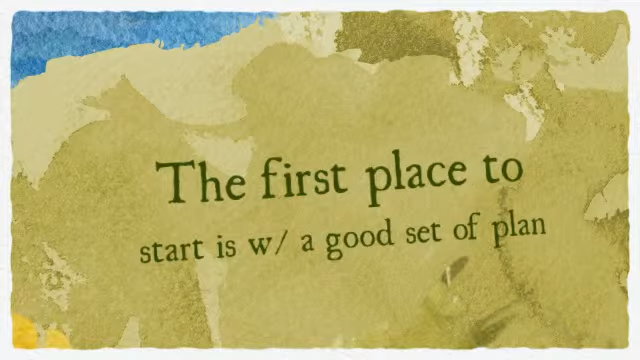 The first place to
start is w/ a good set of plan